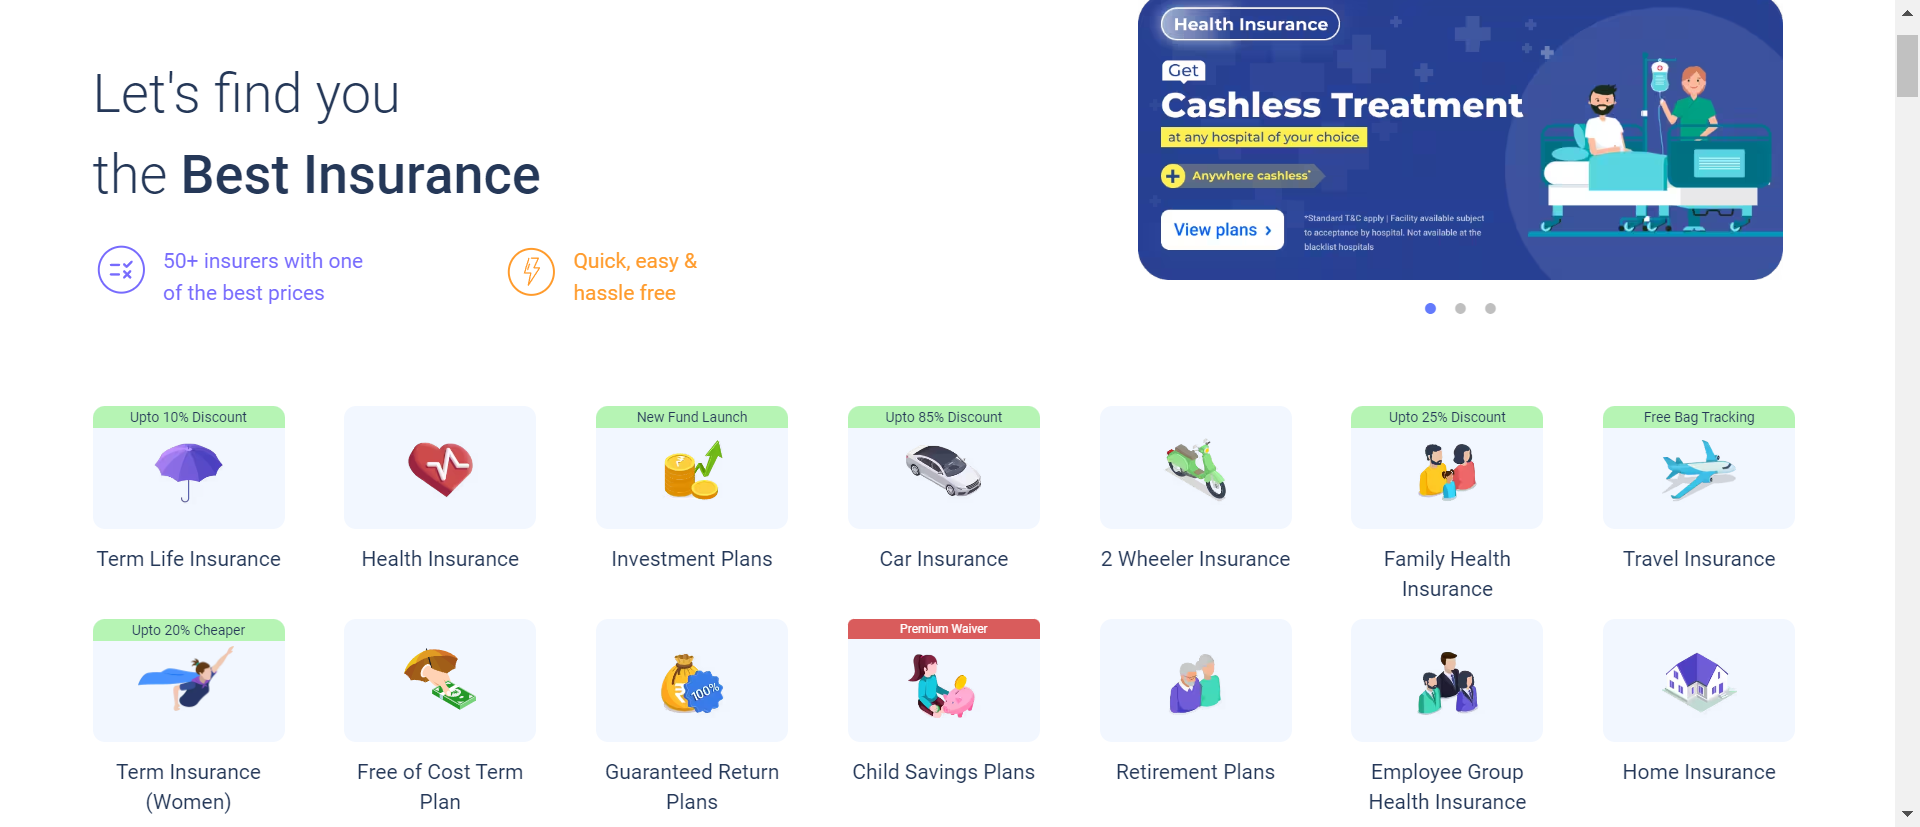 Let's find you
the Best Insurance
50+ insurers with one
of the best prices
Quick, easy &
hassle free
Health Insurance
Get
Cashless Treatment
at any hospital of your choice
Anywhere cashless*
View plans ›
*Standard T&C apply | Facility available subject
to acceptance by hospital. Not available at the
blacklist hospitals
Upto 10% Discount
New Fund Launch
Upto 85% Discount
Upto 25% Discount
Free Bag Tracking
Term Life Insurance
Health Insurance
Investment Plans
Car Insurance
2 Wheeler Insurance
Family Health
Insurance
Travel Insurance
Upto 20% Cheaper
Premium Waiver
100%
Term Insurance
(Women)
Free of Cost Term
Plan
Guaranteed Return
Plans
Child Savings Plans
Retirement Plans
Employee Group
Health Insurance
Home Insurance